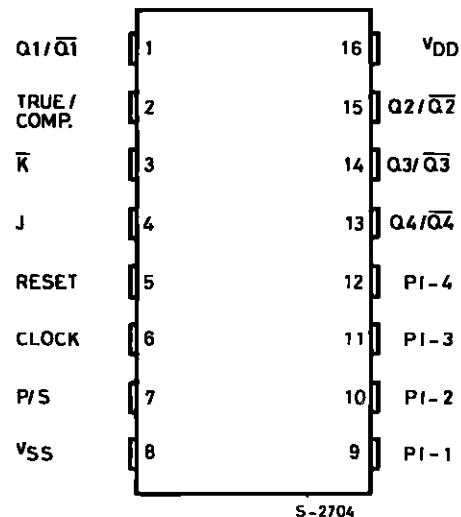 Q1/Q̅1̅ 1 16 VDD
TRUE/
COMP. 2 15 Q2/Q̅2̅
K̅ 3 14 Q3/Q̅3̅
J 4 13 Q4/Q̅4̅
RESET 5 12 PI-4
CLOCK 6 11 PI-3
P/S 7 10 PI-2
VSS 8 9 PI-1
S-2704